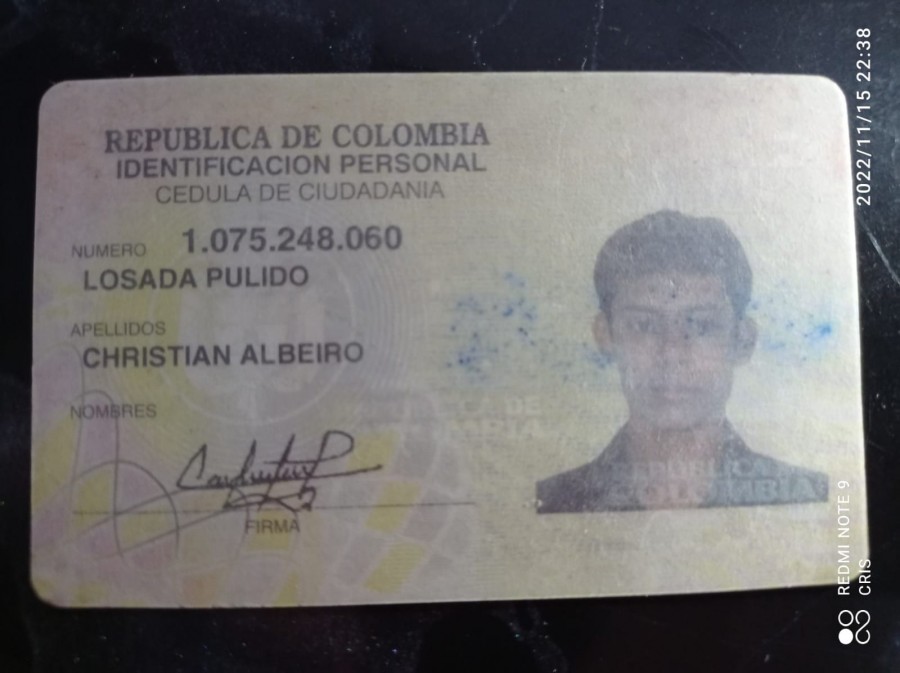 REPUBLICA DE COLOMBIA
IDENTIFICACION PERSONAL
CEDULA DE CIUDADANIA
NUMERO 1.075.248.060
LOSADA PULIDO
APELLIDOS
CHRISTIAN ALBEIRO
NOMBRES
FIRMA
REPUBLICA DE
COLOMBIA
2022/11/15 22:38
REDMI NOTE 9
CRIS